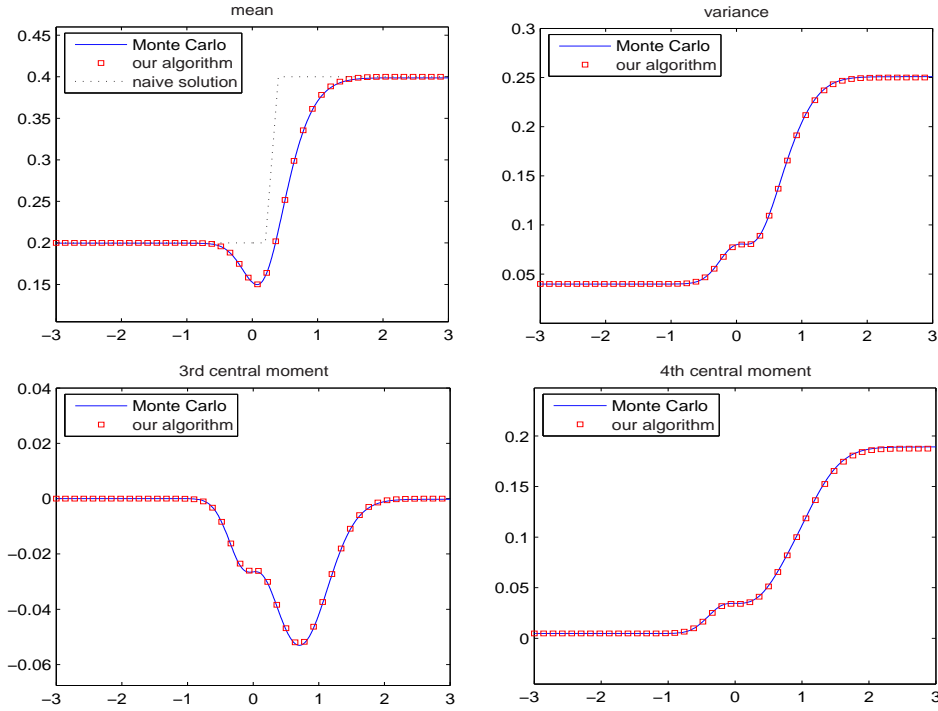 mean
0.45
0.4
0.35
0.3
0.25
0.2
0.15
−3 −2 −1 0 1 2 3
Monte Carlo
our algorithm
naive solution
variance
0.3
0.25
0.2
0.15
0.1
0.05
−3 −2 −1 0 1 2 3
Monte Carlo
our algorithm
3rd central moment
0.04
0.02
0
−0.02
−0.04
−0.06
−3 −2 −1 0 1 2 3
Monte Carlo
our algorithm
4th central moment
0.2
0.15
0.1
0.05
0
−3 −2 −1 0 1 2 3
Monte Carlo
our algorithm